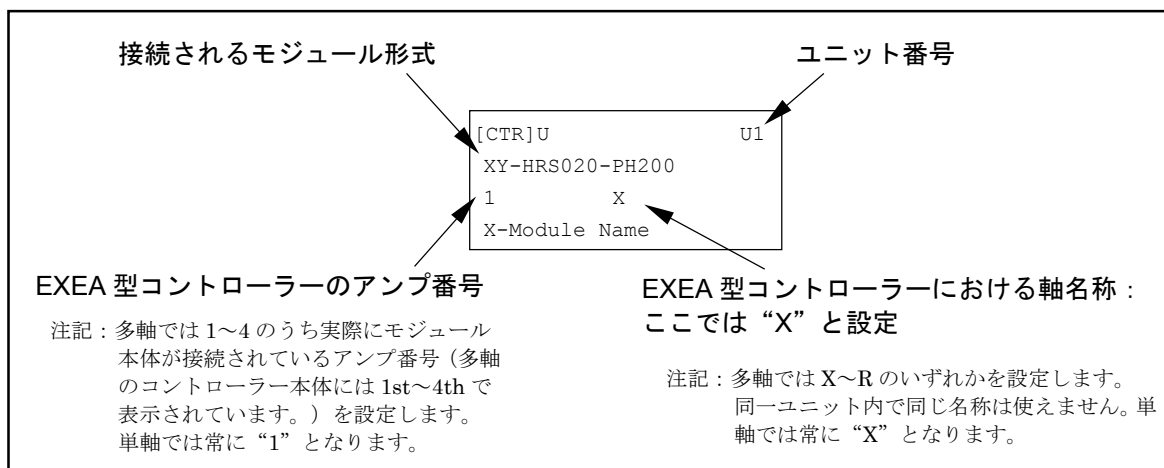 接続されるモジュール形式
ユニット番号
[CTR]U U1
XY-HRS020-PH200
1 X
X-Module Name
EXEA 型コントローラーのアンプ番号
注記：多軸では 1～4 のうち実際にモジュール
本体が接続されているアンプ番号（多軸
のコントローラー本体には 1st～4th で
表示されています。）を設定します。
単軸では常に“1”となります。
EXEA 型コントローラーにおける軸名称：
ここでは“X”と設定
注記：多軸では X～R のいずれかを設定します。
同一ユニット内で同じ名称は使えません。単
軸では常に“X”となります。